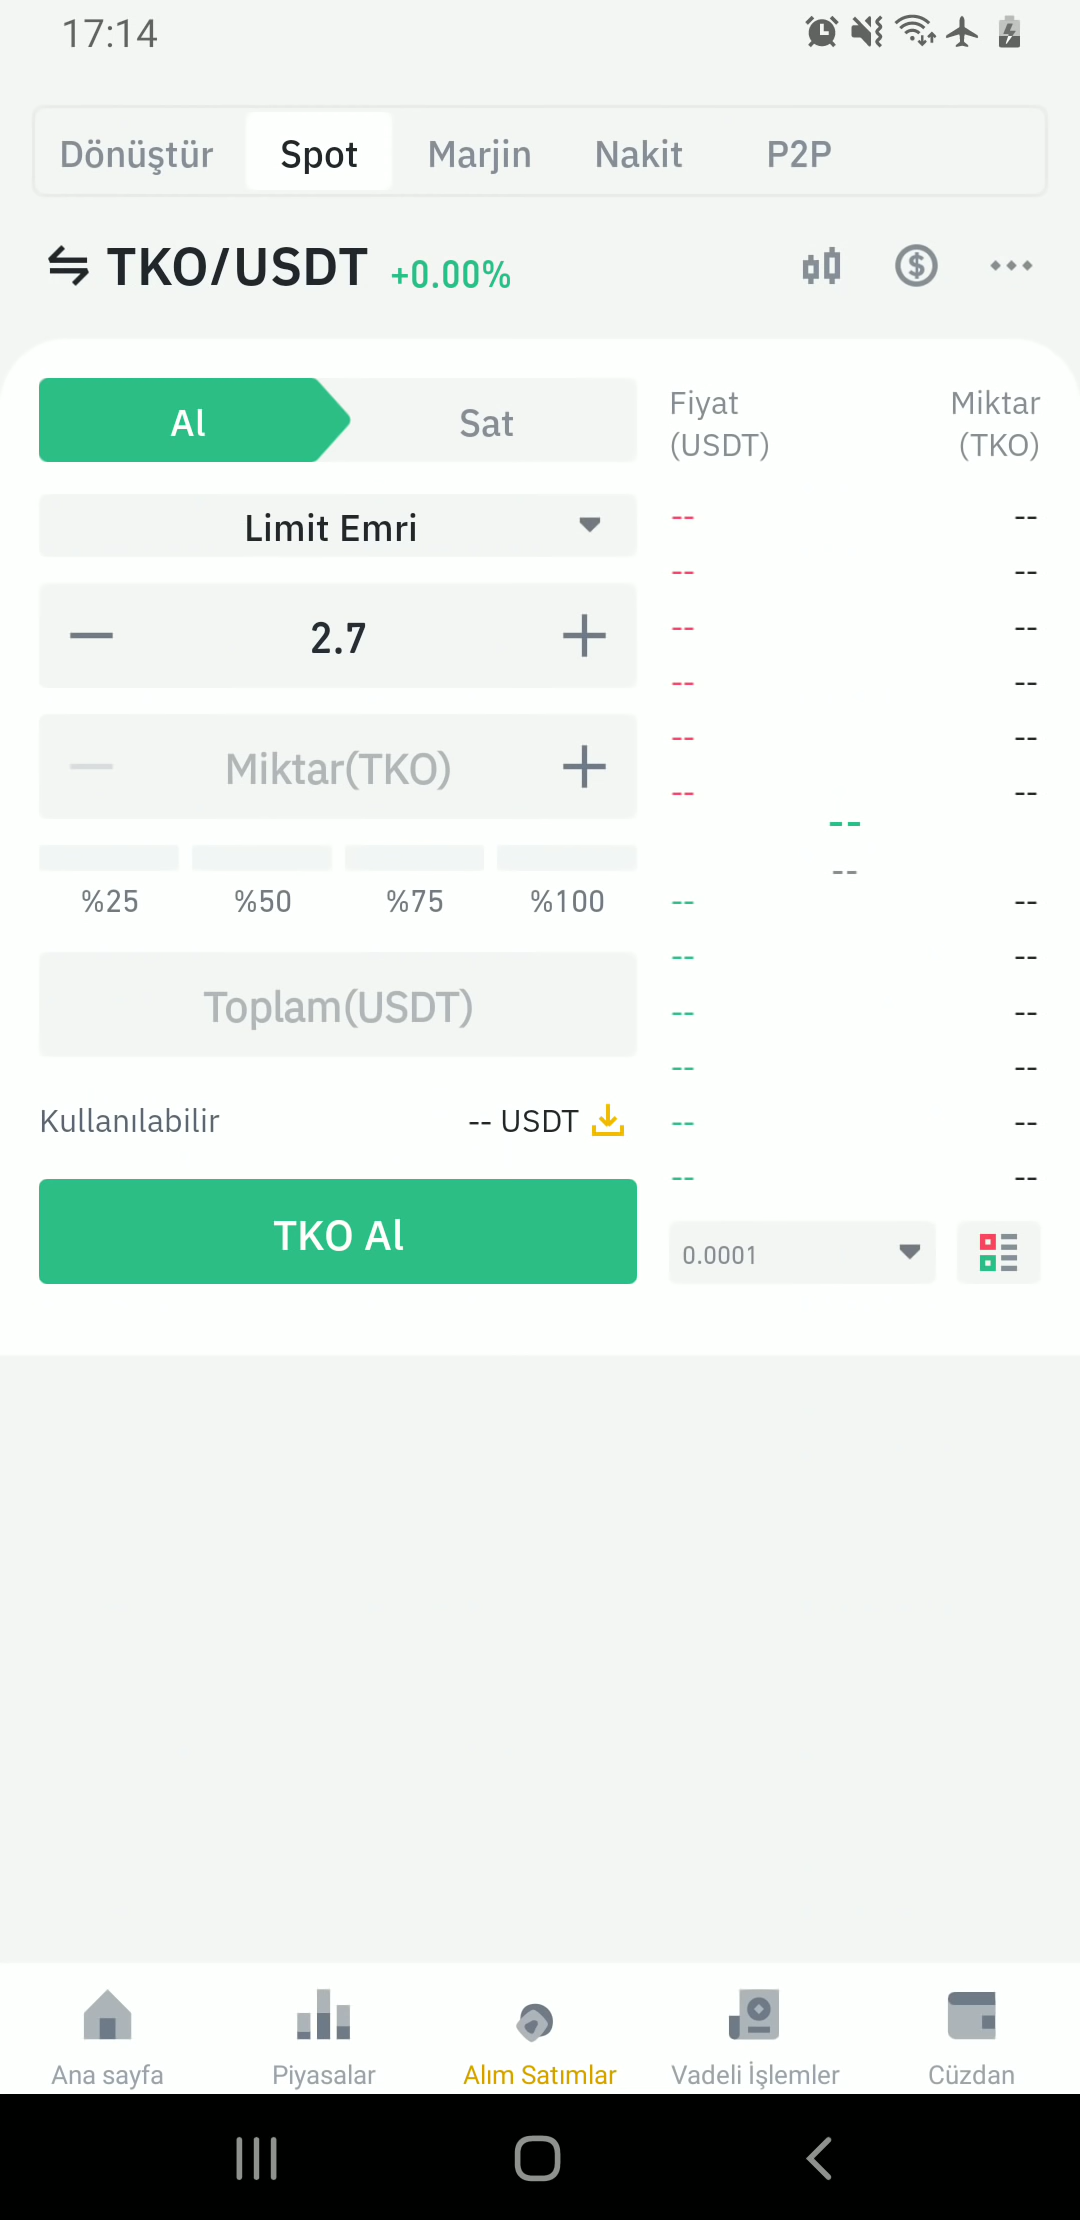 17:14
Dönüştür Spot Marjin Nakit P2P
TKO/USDT +0.00%
Al Sat
Fiyat (USDT) Miktar (TKO)
Limit Emri
2.7
Miktar(TKO)
%25 %50 %75 %100
Toplam(USDT)
Kullanılabilir -- USDT
TKO Al
-- --
-- --
-- --
-- --
-- --
-- --
--
--
-- --
-- --
-- --
-- --
-- --
-- --
0.0001
Ana sayfa Piyasalar Alım Satımlar Vadeli İşlemler Cüzdan